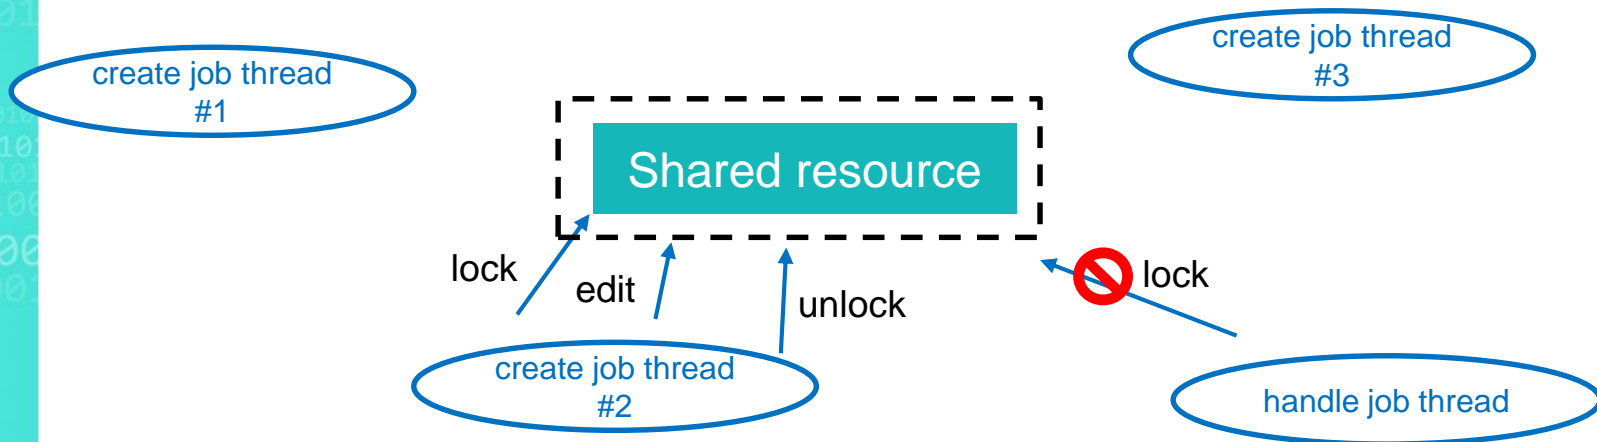 create job thread
#1
create job thread
#3
Shared resource
lock
edit
unlock
lock
create job thread
#2
handle job thread